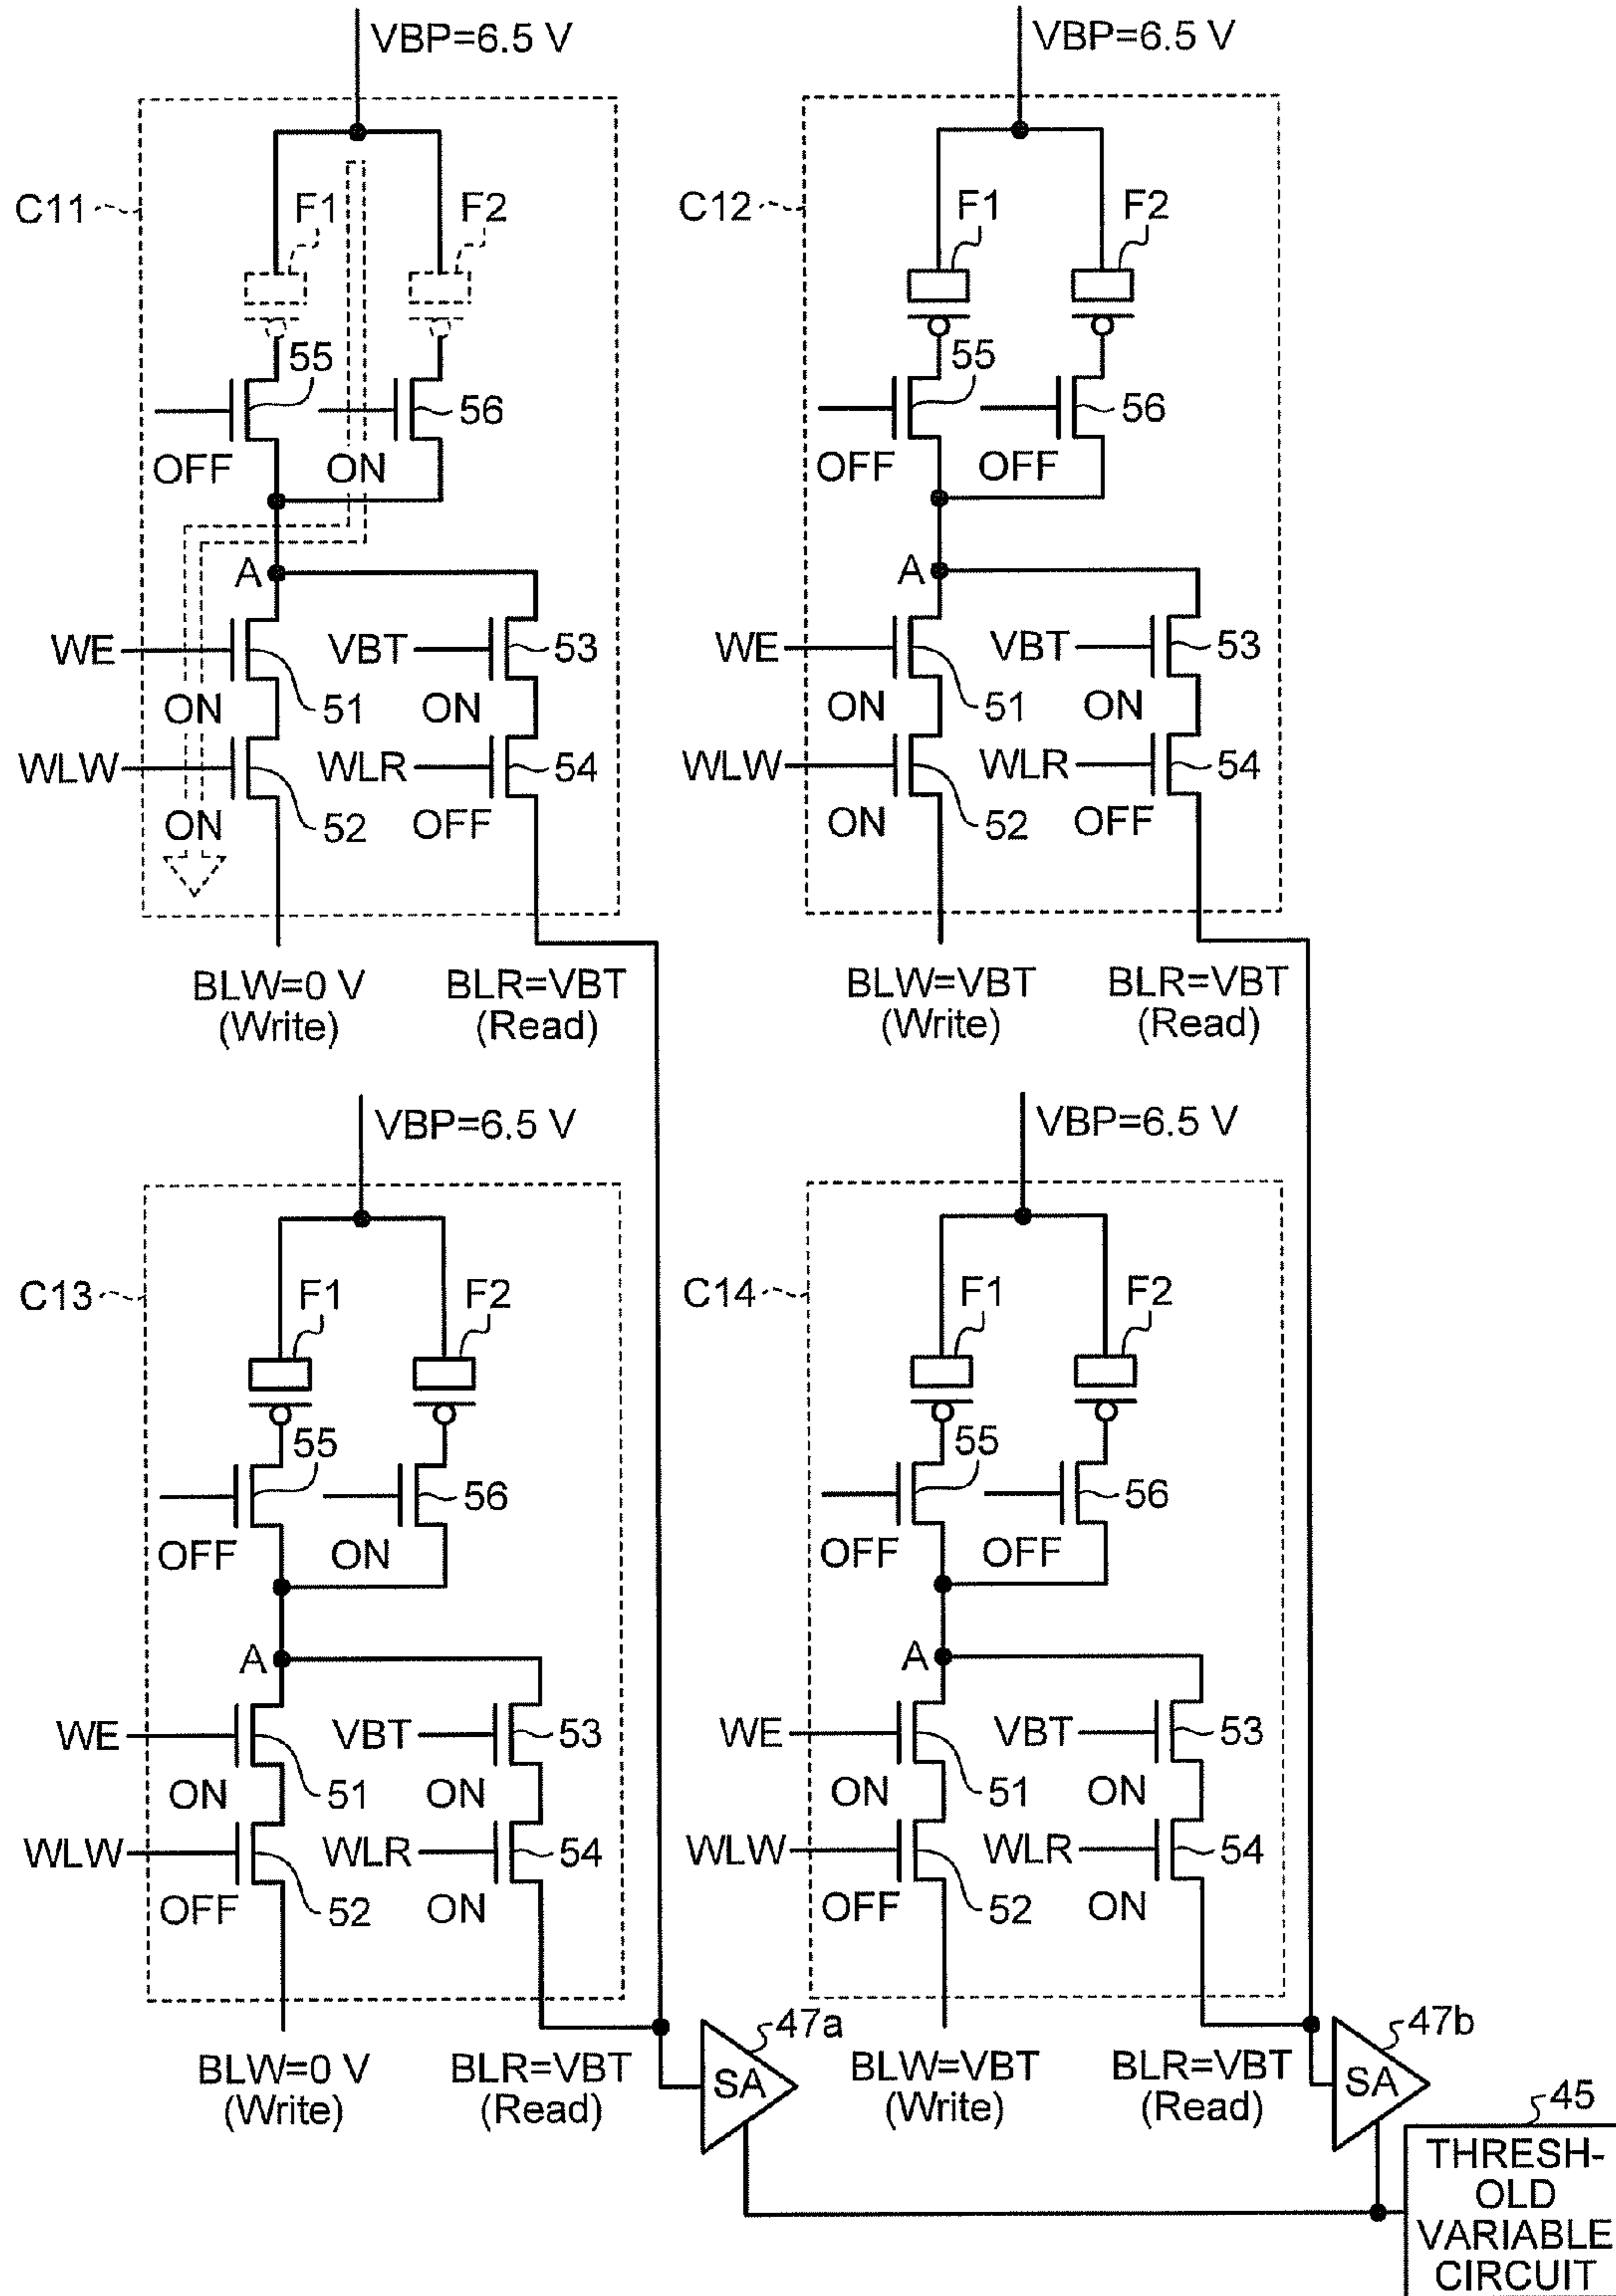 VBP=6.5 V
VBP=6.5 V
C11
F1
F2
55
56
OFF
ON
A
WE
VBT
53
ON
51
ON
WLW
WLR
54
ON
52
OFF
BLW=0 V
(Write)
BLR=VBT
(Read)
C12
F1
F2
55
56
OFF
OFF
A
WE
VBT
53
ON
51
ON
WLW
WLR
54
ON
52
OFF
BLW=VBT
(Write)
BLR=VBT
(Read)
VBP=6.5 V
VBP=6.5 V
C13
F1
F2
55
56
OFF
ON
A
WE
VBT
53
ON
51
ON
WLW
WLR
54
OFF
52
ON
BLW=0 V
(Write)
BLR=VBT
(Read)
C14
F1
F2
55
56
OFF
OFF
A
WE
VBT
53
ON
51
ON
WLW
WLR
54
OFF
52
ON
BLW=VBT
(Write)
BLR=VBT
(Read)
47a
SA
47b
SA
45
THRESH-
OLD
VARIABLE
CIRCUIT